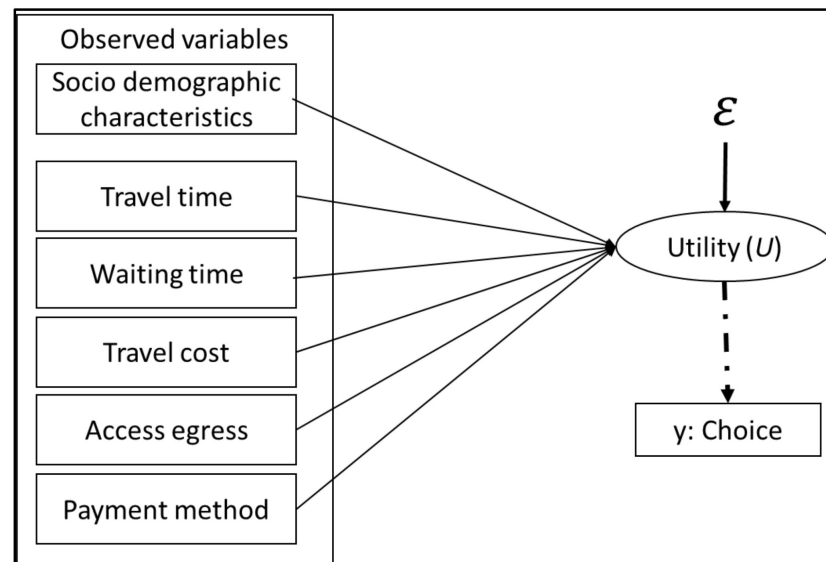 Observed variables
Socio demographic
characteristics
Travel time
Waiting time
Travel cost
Access egress
Payment method
ε
Utility (U)
y: Choice